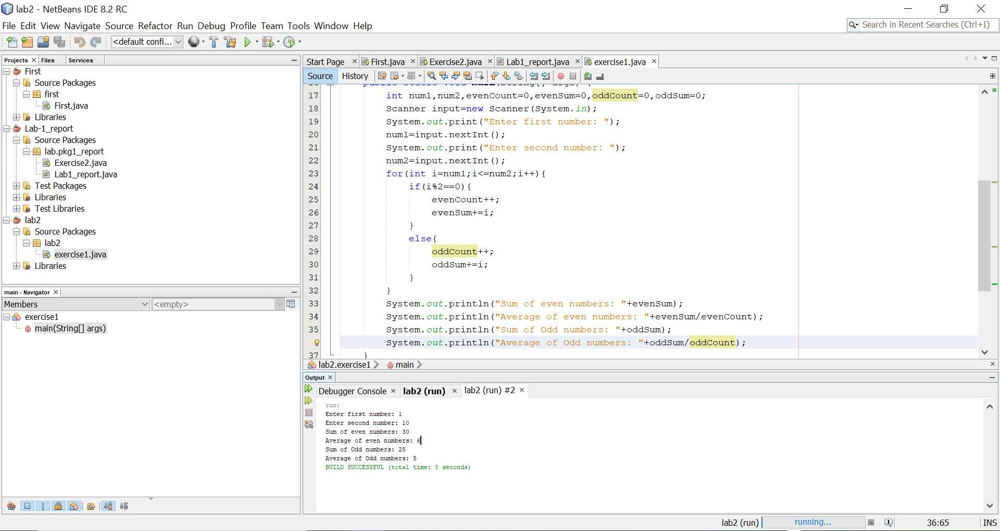 lab2 - NetBeans IDE 8.2 RC
File Edit View Navigate Source Refactor Run Debug Profile Team Tools Window Help
Search in Recent Searches (Ctrl+I)
<default confi...
Projects
Files
Services
First
Source Packages
first
First.java
Libraries
Lab-1_report
Source Packages
lab.pkg1_report
Exercise2.java
Lab1_report.java
Test Packages
Libraries
Test Libraries
lab2
Source Packages
lab2
exercise1.java
Libraries
main - Navigator
Members
<empty>
exercise1
main(String[] args)
Start Page
First.java
Exercise2.java
Lab1_report.java
exercise1.java
Source
History
public static void main(String[] args) {
17 int num1,num2,evenCount=0,evenSum=0,oddCount=0,oddSum=0;
18 Scanner input=new Scanner(System.in);
19 System.out.print("Enter first number: ");
20 num1=input.nextInt();
21 System.out.print("Enter second number: ");
22 num2=input.nextInt();
23 for(int i=num1;i<=num2;i++){
24 if(i%2==0){
25 evenCount++;
26 evenSum+=i;
27 }
28 else{
29 oddCount++;
30 oddSum+=i;
31 }
32 }
33 System.out.println("Sum of even numbers: "+evenSum);
34 System.out.println("Average of even numbers: "+evenSum/evenCount);
35 System.out.println("Sum of Odd numbers: "+oddSum);
System.out.println("Average of Odd numbers: "+oddSum/oddCount);
37 }
lab2.exercise1
main
Output
Debugger Console
lab2 (run)
lab2 (run) #2
run:
Enter first number: 1
Enter second number: 10
Sum of even numbers: 30
Average of even numbers: 6
Sum of Odd numbers: 25
Average of Odd numbers: 5
BUILD SUCCESSFUL (total time: 8 seconds)
lab2 (run)
running...
36:65
INS